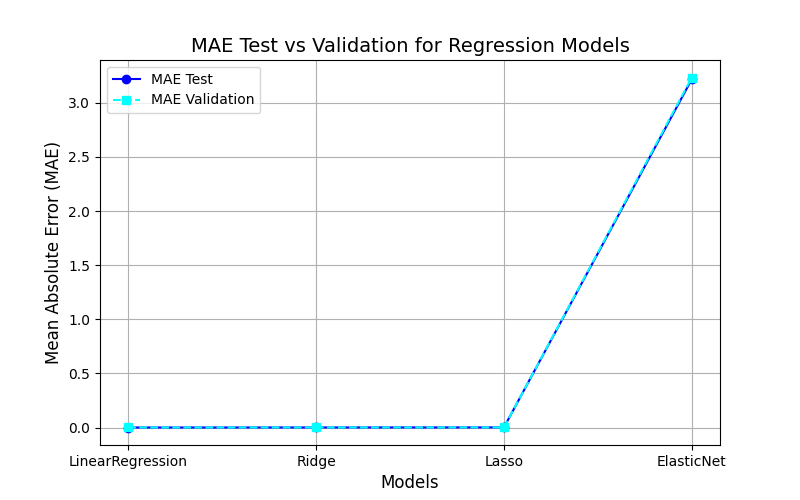 MAE Test vs Validation for Regression Models
MAE Test
MAE Validation
Mean Absolute Error (MAE)
3.0
2.5
2.0
1.5
1.0
0.5
0.0
LinearRegression Ridge Lasso ElasticNet
Models